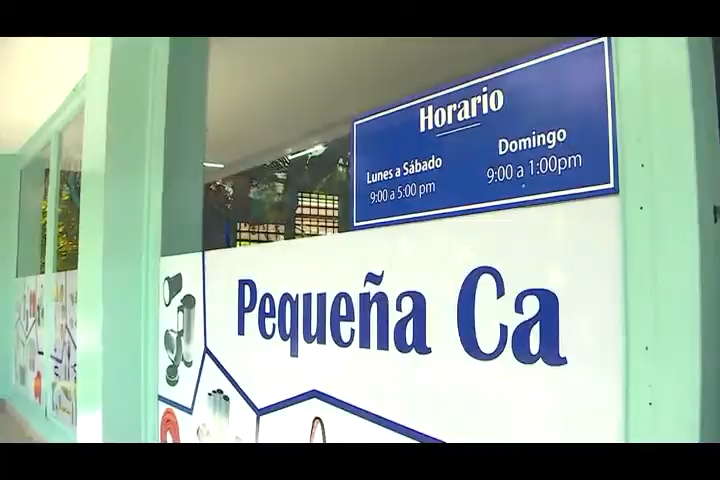 Horario
Lunes a Sábado
9:00 a 5:00 pm
Domingo
9:00 a 1:00pm
Pequeña Ca